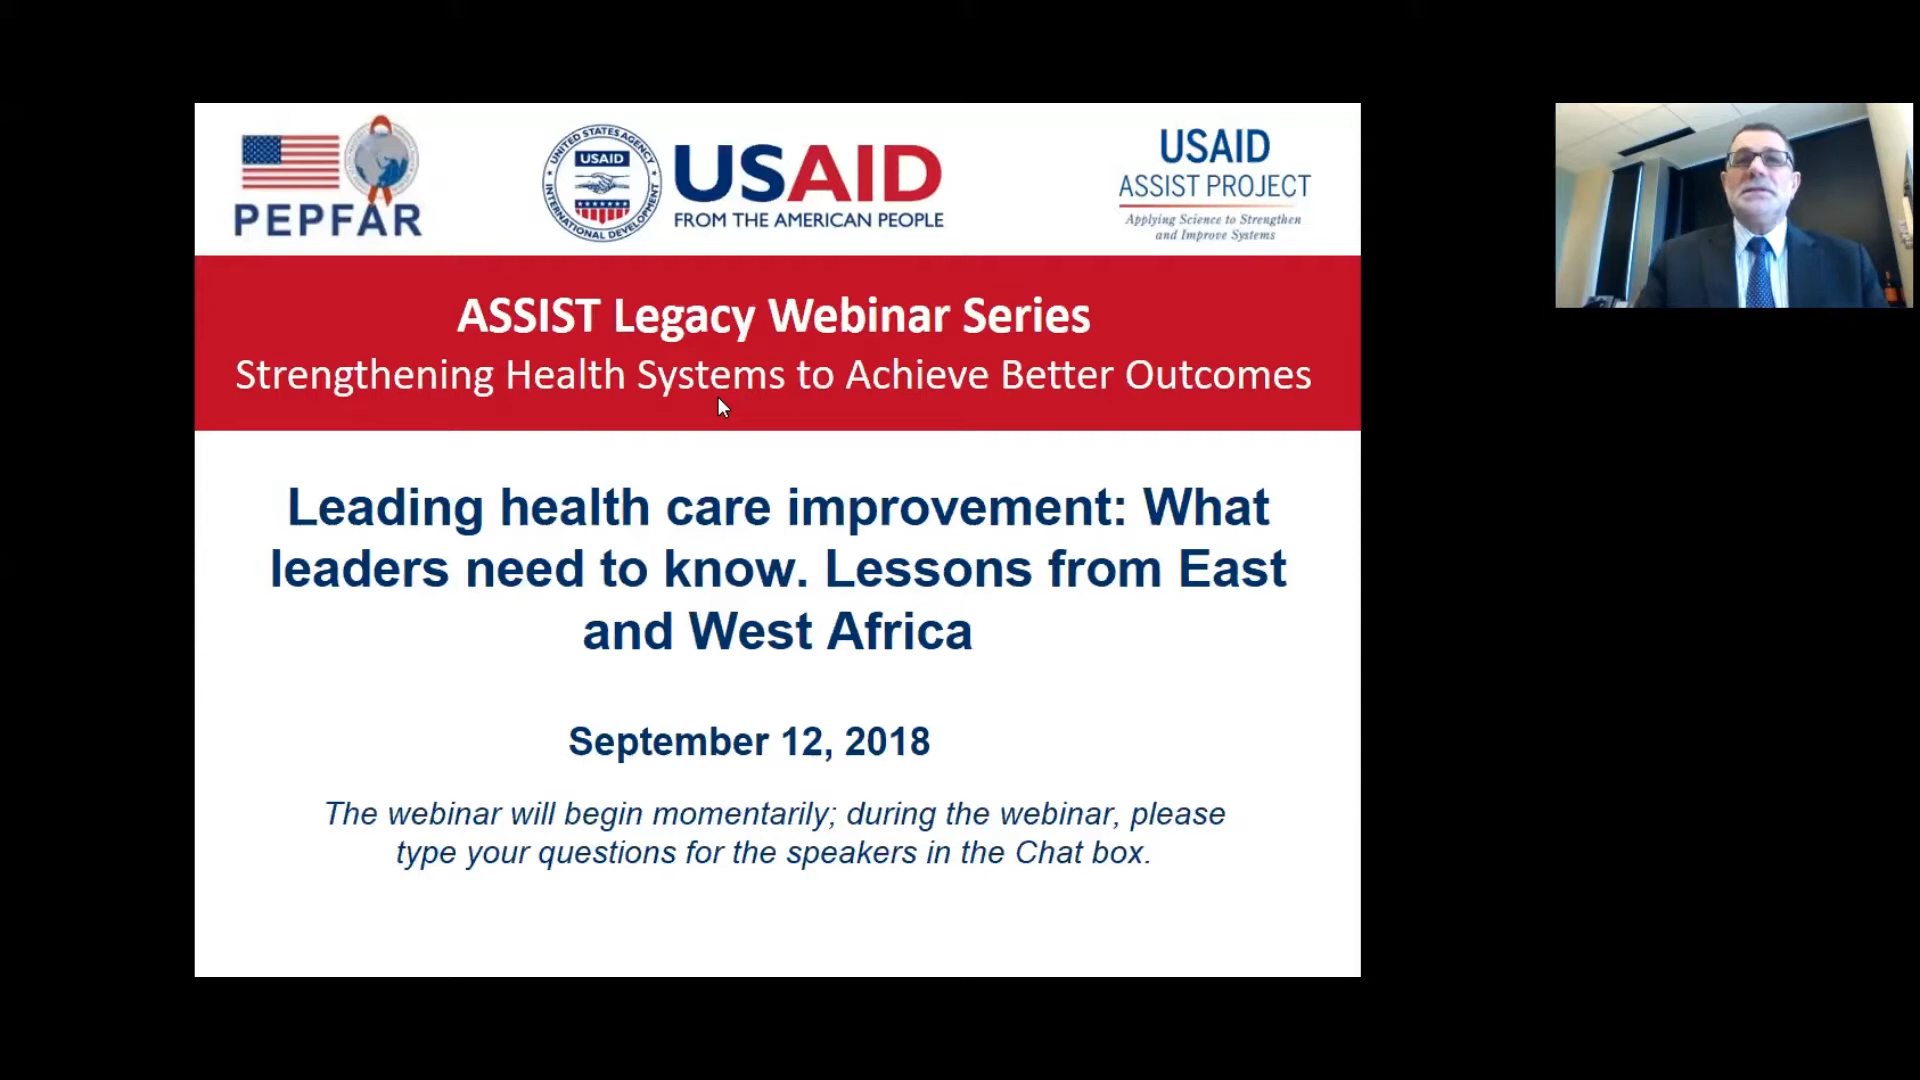 PEPFAR
UNITED STATES AGENCY
USAID
INTERNATIONAL DEVELOPMENT
USAID
FROM THE AMERICAN PEOPLE
USAID
ASSIST PROJECT
Applying Science to Strengthen
and Improve Systems
ASSIST Legacy Webinar Series
Strengthening Health Systems to Achieve Better Outcomes
Leading health care improvement: What
leaders need to know. Lessons from East
and West Africa
September 12, 2018
The webinar will begin momentarily; during the webinar, please
type your questions for the speakers in the Chat box.